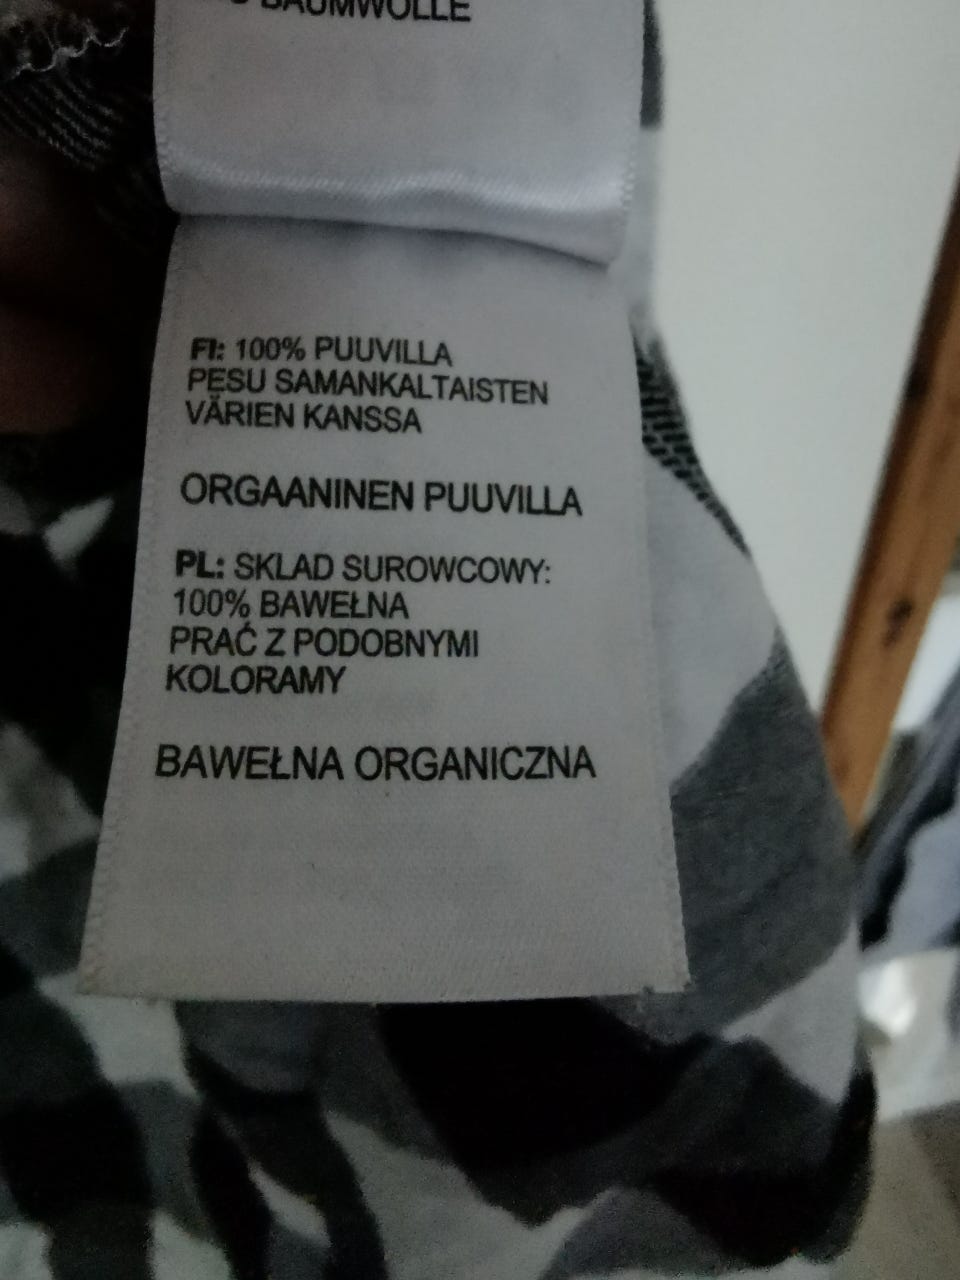 BAUMWOLLE
FI: 100% PUUVILLA
PESU SAMANKALTAISTEN
VÄRIEN KANSSA
ORGAANINEN PUUVILLA
PL: SKLAD SUROWCOWY:
100% BAWEŁNA
PRAĆ Z PODOBNYMI
KOLORAMY
BAWEŁNA ORGANICZNA